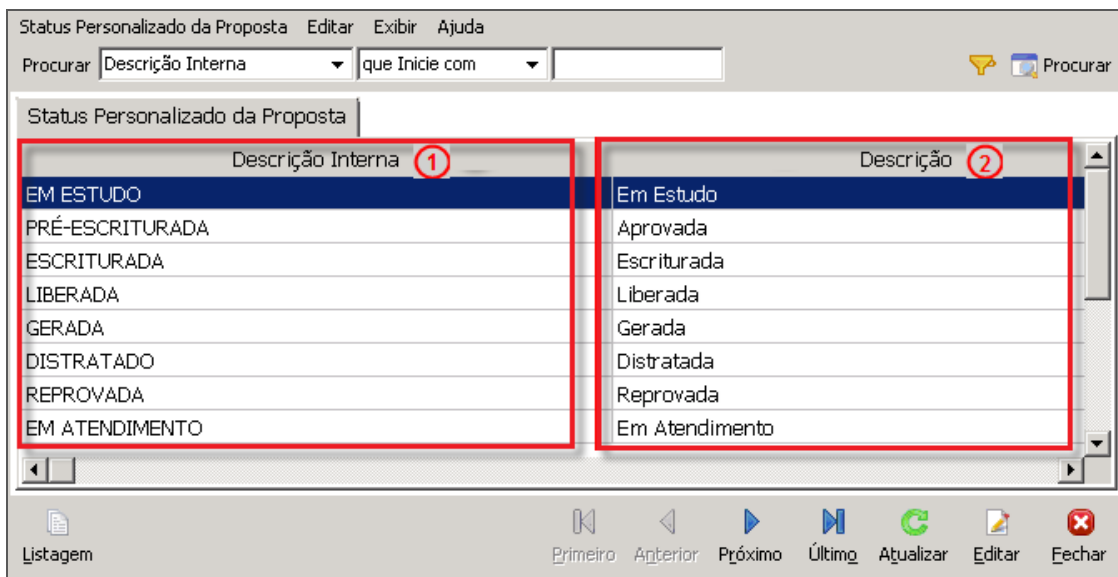 Status Personalizado da Proposta Editar Exibir Ajuda
Procurar Descrição Interna que Inicie com Procurar
Status Personalizado da Proposta
Descrição Interna 1 Descrição 2
EM ESTUDO Em Estudo
PRÉ-ESCRITURADA Aprovada
ESCRITURADA Escriturada
LIBERADA Liberada
GERADA Gerada
DISTRATADO Distratada
REPROVADA Reprovada
EM ATENDIMENTO Em Atendimento
Listagem Primeiro Anterior Próximo Último Atualizar Editar Fechar